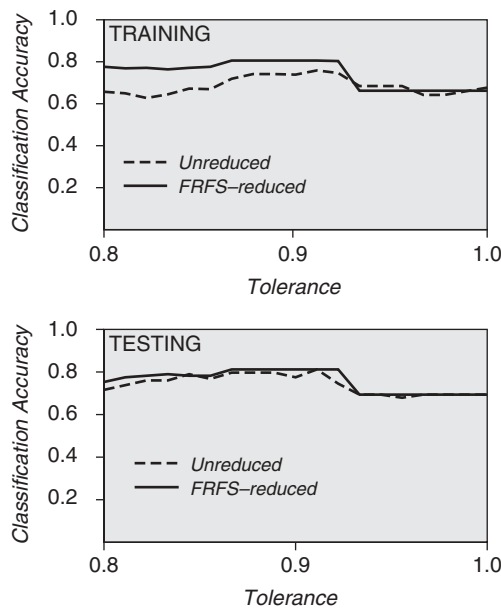 1.0
TRAINING
0.8
0.6
0.4
0.2
Classification Accuracy
Unreduced
FRFS–reduced
0.8
0.9
1.0
Tolerance
1.0
TESTING
0.8
0.6
0.4
0.2
Classification Accuracy
Unreduced
FRFS–reduced
0.8
0.9
1.0
Tolerance